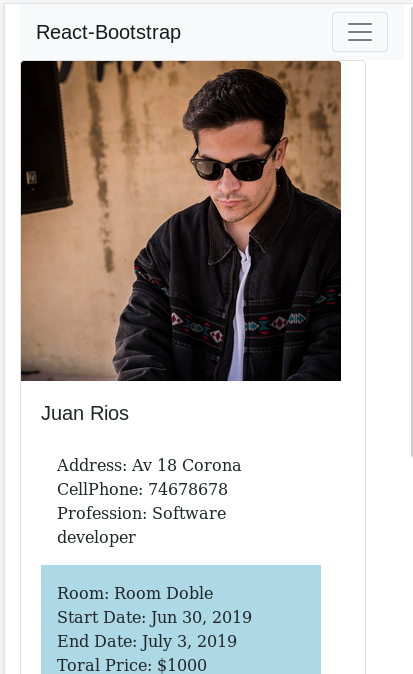 React-Bootstrap
Juan Rios
Address: Av 18 Corona
CellPhone: 74678678
Profession: Software
developer
Room: Room Doble
Start Date: Jun 30, 2019
End Date: July 3, 2019
Toral Price: $1000